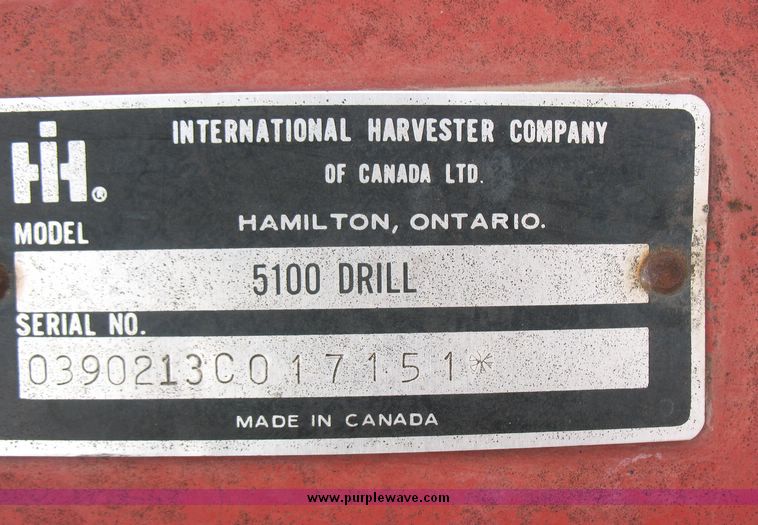 INTERNATIONAL HARVESTER COMPANY
OF CANADA LTD.
IH®
MODEL
HAMILTON, ONTARIO.
5100 DRILL
SERIAL NO.
0390213C017151*
MADE IN CANADA
www.purplewave.com